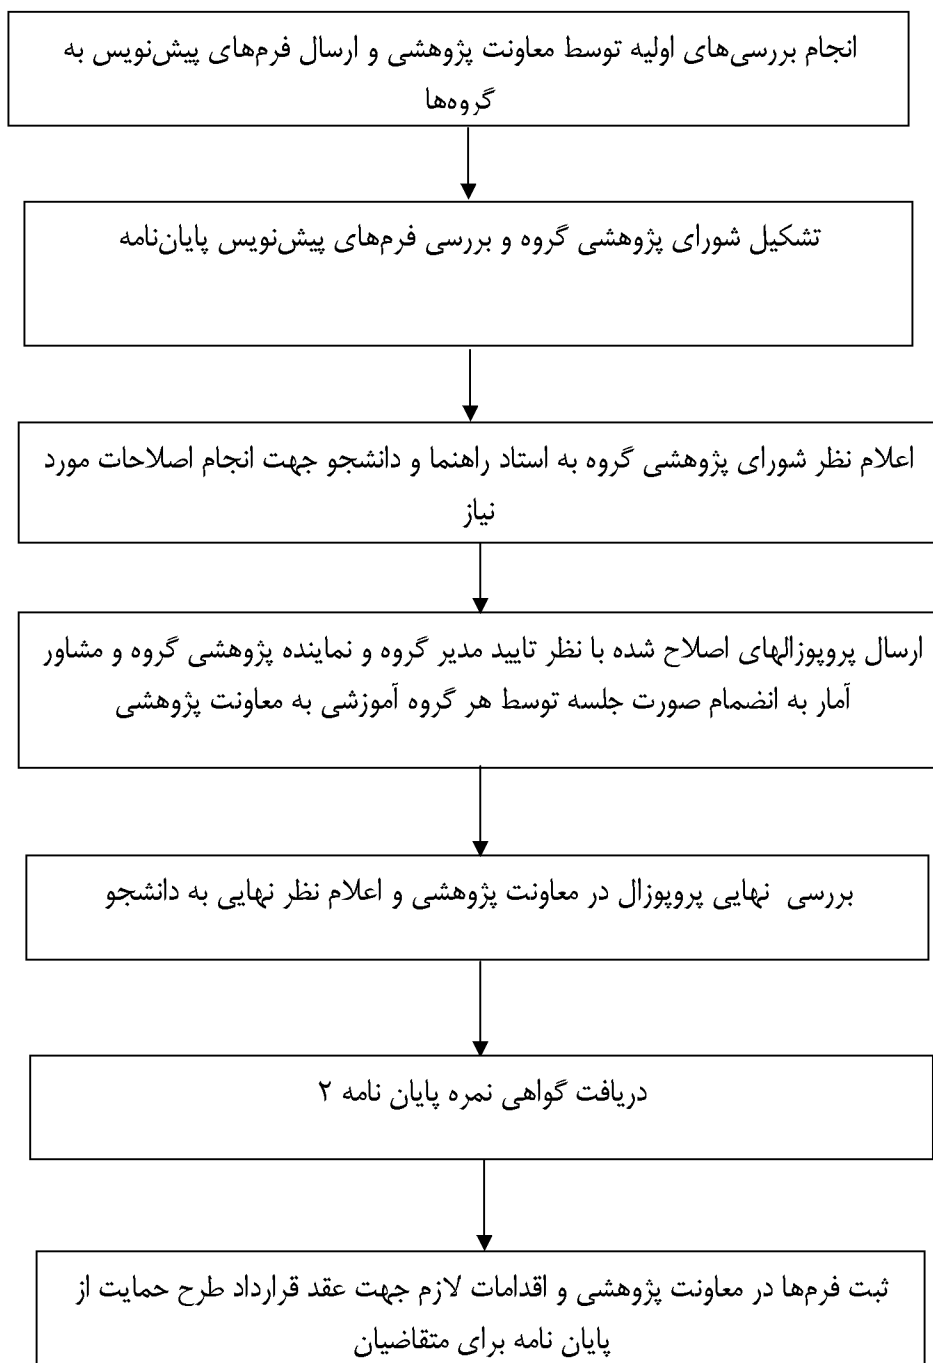 انجام بررسی‌های اولیه توسط معاونت پژوهشی و ارسال فرم‌های پیش‌نویس به
گروه‌ها
تشکیل شورای پژوهشی گروه و بررسی فرم‌های پیش‌نویس پایان‌نامه
اعلام نظر شورای پژوهشی گروه به استاد راهنما و دانشجو جهت انجام اصلاحات مورد
نیاز
ارسال پروپوزالهای اصلاح شده با نظر تایید مدیر گروه و نماینده پژوهشی گروه و مشاور
آمار به انضمام صورت جلسه توسط هر گروه آموزشی به معاونت پژوهشی
بررسی نهایی پروپوزال در معاونت پژوهشی و اعلام نظر نهایی به دانشجو
دریافت گواهی نمره پایان نامه ۲
ثبت فرم‌ها در معاونت پژوهشی و اقدامات لازم جهت عقد قرارداد طرح حمایت از
پایان نامه برای متقاضیان